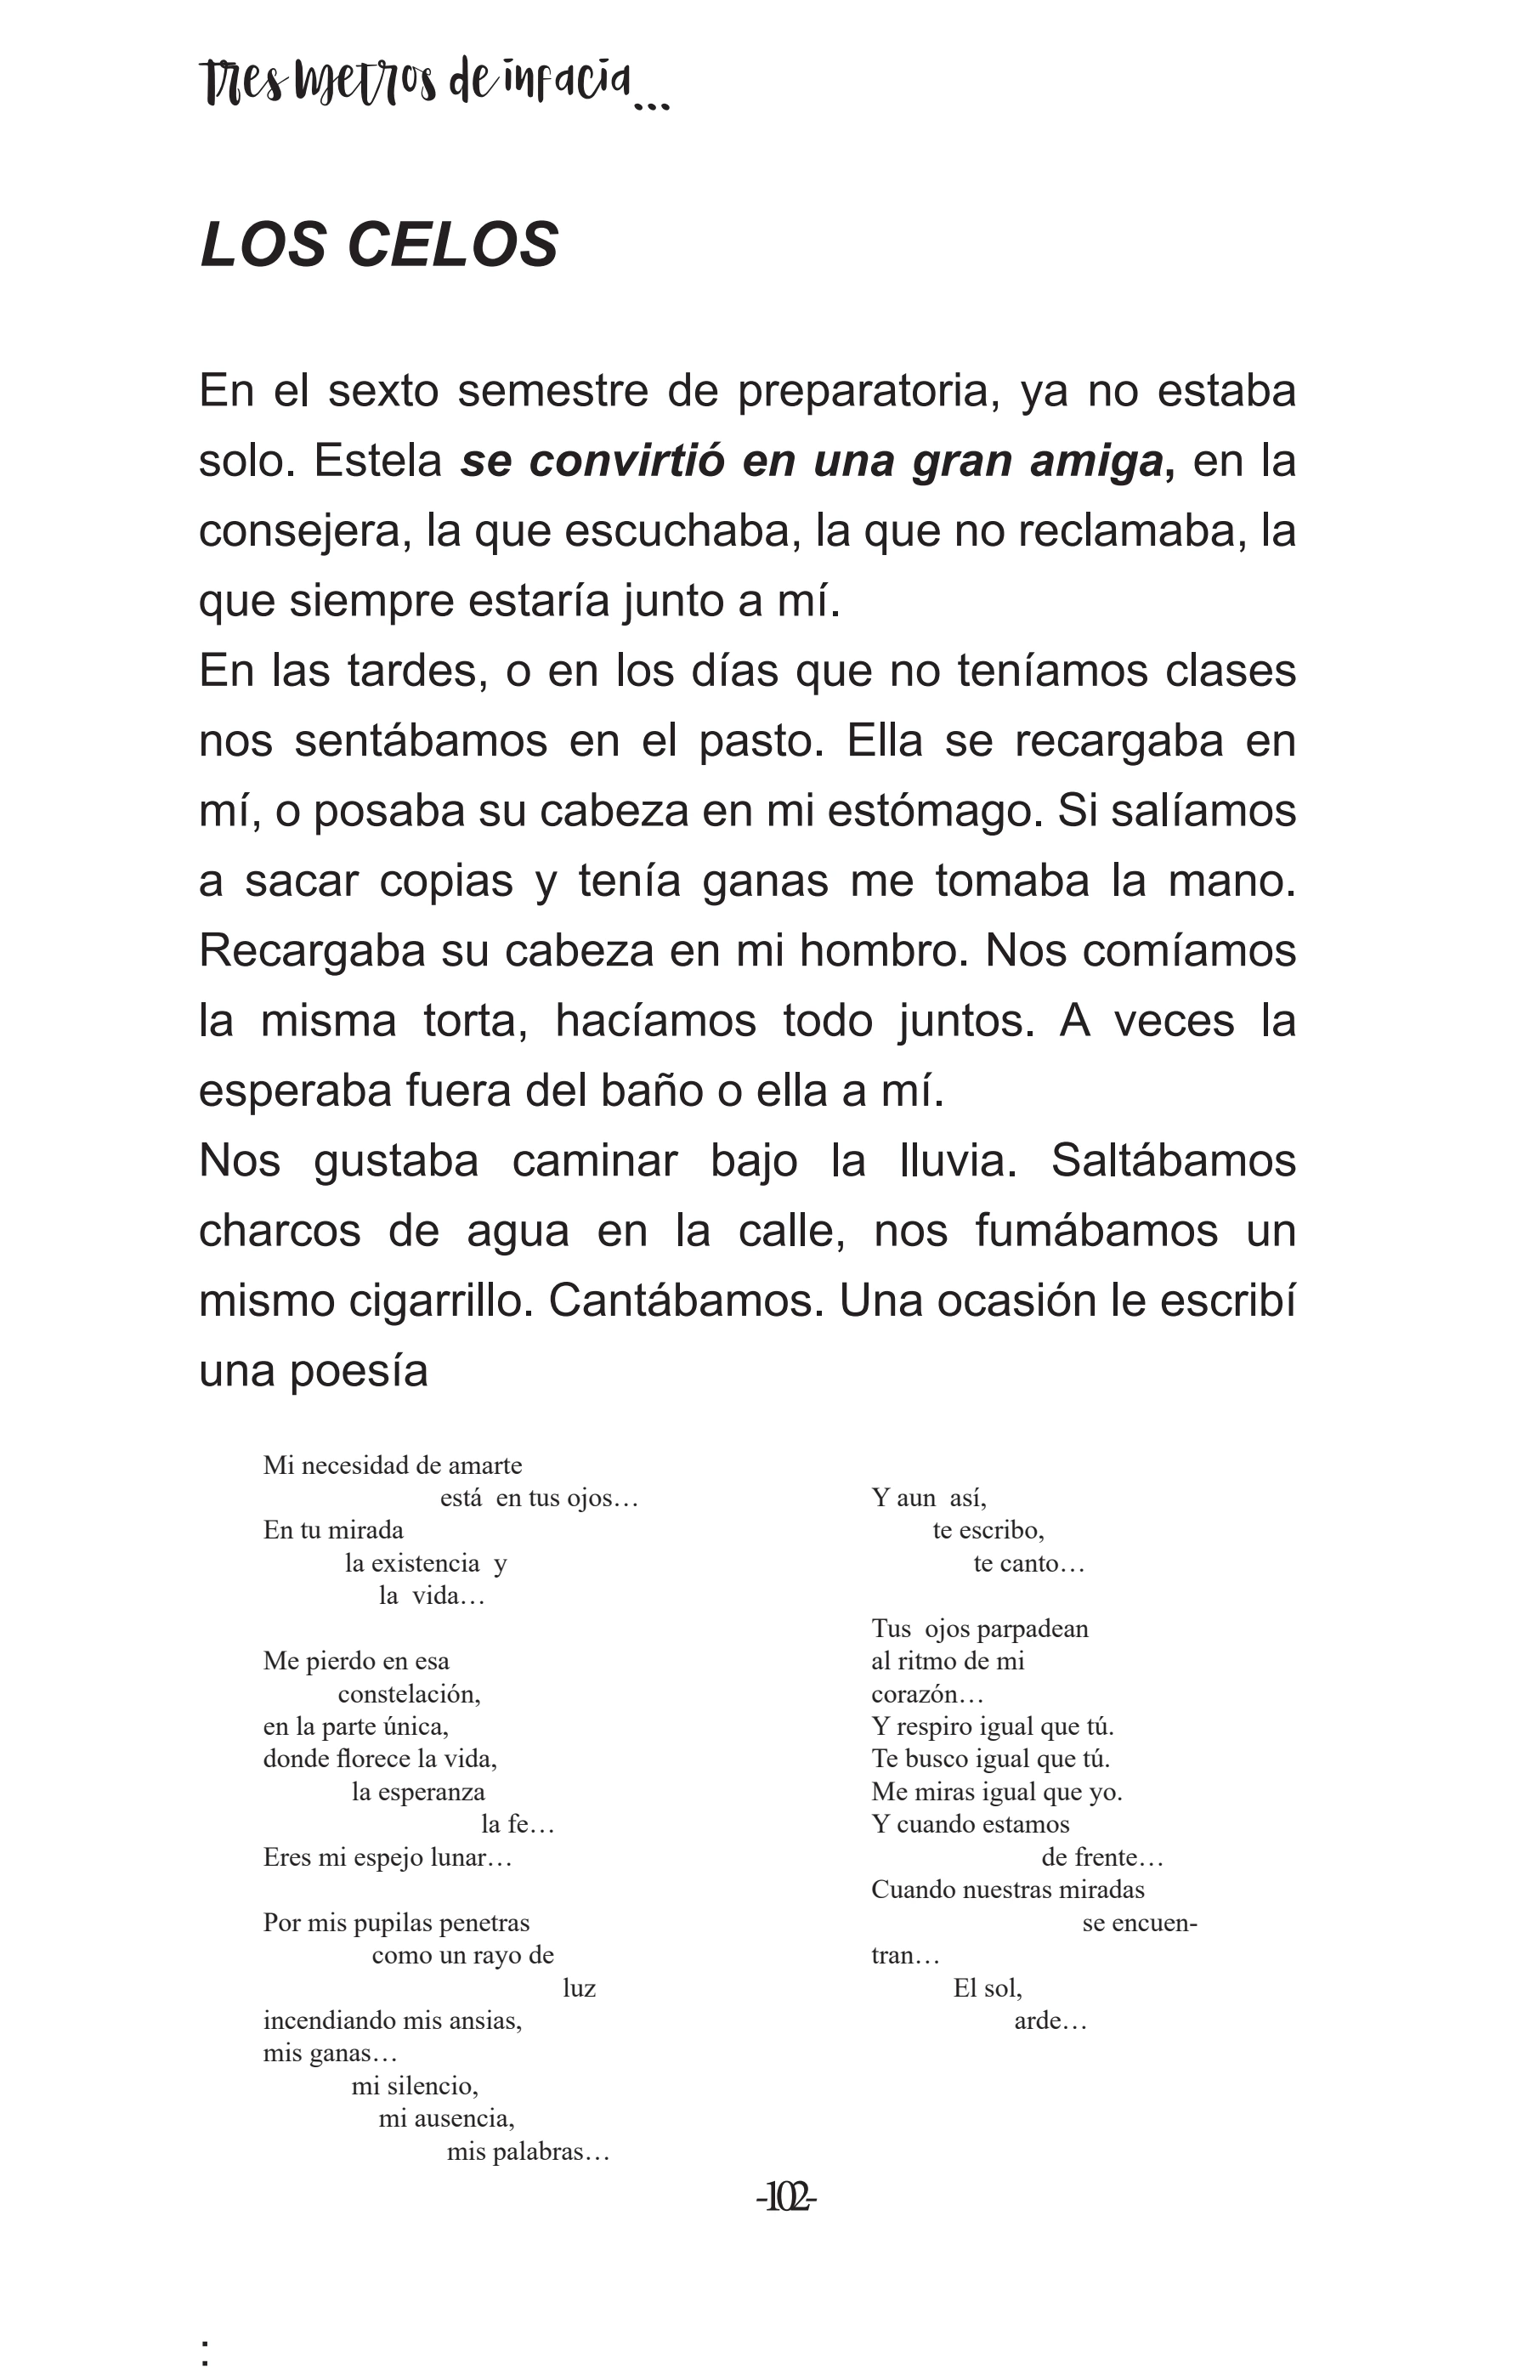 Tres Metros de infacia...
LOS CELOS
En el sexto semestre de preparatoria, ya no estaba
solo. Estela se convirtió en una gran amiga, en la
consejera, la que escuchaba, la que no reclamaba, la
que siempre estaría junto a mí.
En las tardes, o en los días que no teníamos clases
nos sentábamos en el pasto. Ella se recargaba en
mí, o posaba su cabeza en mi estómago. Si salíamos
a sacar copias y tenía ganas me tomaba la mano.
Recargaba su cabeza en mi hombro. Nos comíamos
la misma torta, hacíamos todo juntos. A veces la
esperaba fuera del baño o ella a mí.
Nos gustaba caminar bajo la lluvia. Saltábamos
charcos de agua en la calle, nos fumábamos un
mismo cigarrillo. Cantábamos. Una ocasión le escribí
una poesía
Mi necesidad de amarte
está en tus ojos…
En tu mirada
la existencia y
la vida…
Me pierdo en esa
constelación,
en la parte única,
donde florece la vida,
la esperanza
la fe…
Eres mi espejo lunar…
Por mis pupilas penetras
como un rayo de
luz
incendiando mis ansias,
mis ganas…
mi silencio,
mi ausencia,
mis palabras…
Y aun así,
te escribo,
te canto…
Tus ojos parpadean
al ritmo de mi
corazón…
Y respiro igual que tú.
Te busco igual que tú.
Me miras igual que yo.
Y cuando estamos
de frente…
Cuando nuestras miradas
se encuen-
tran…
El sol,
arde…
-102-
: